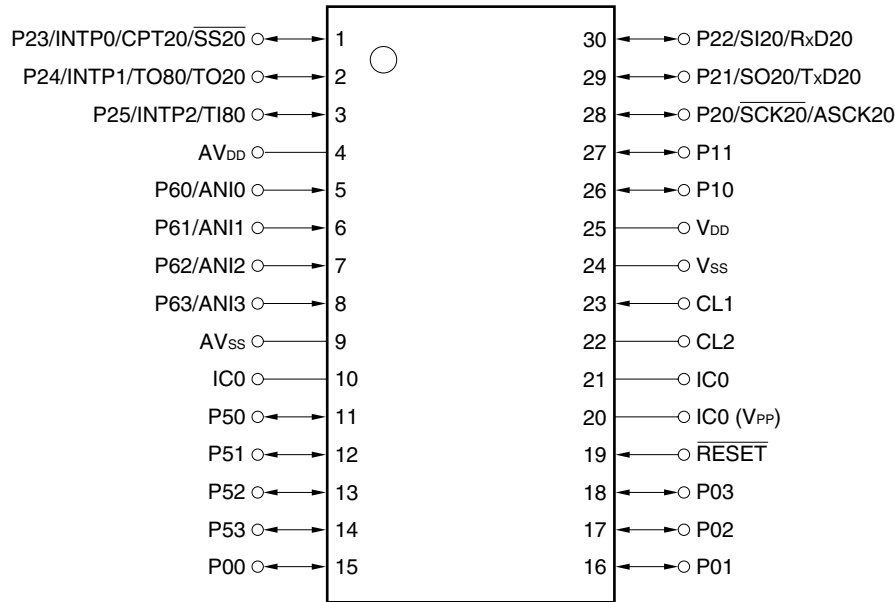 P23/INTP0/CPT20/SS20 1 30 P22/SI20/RxD20
P24/INTP1/TO80/TO20 2 29 P21/SO20/TxD20
P25/INTP2/TI80 3 28 P20/SCK20/ASCK20
AVDD 4 27 P11
P60/ANI0 5 26 P10
P61/ANI1 6 25 VDD
P62/ANI2 7 24 VSS
P63/ANI3 8 23 CL1
AVSS 9 22 CL2
IC0 10 21 IC0
P50 11 20 IC0 (VPP)
P51 12 19 RESET
P52 13 18 P03
P53 14 17 P02
P00 15 16 P01